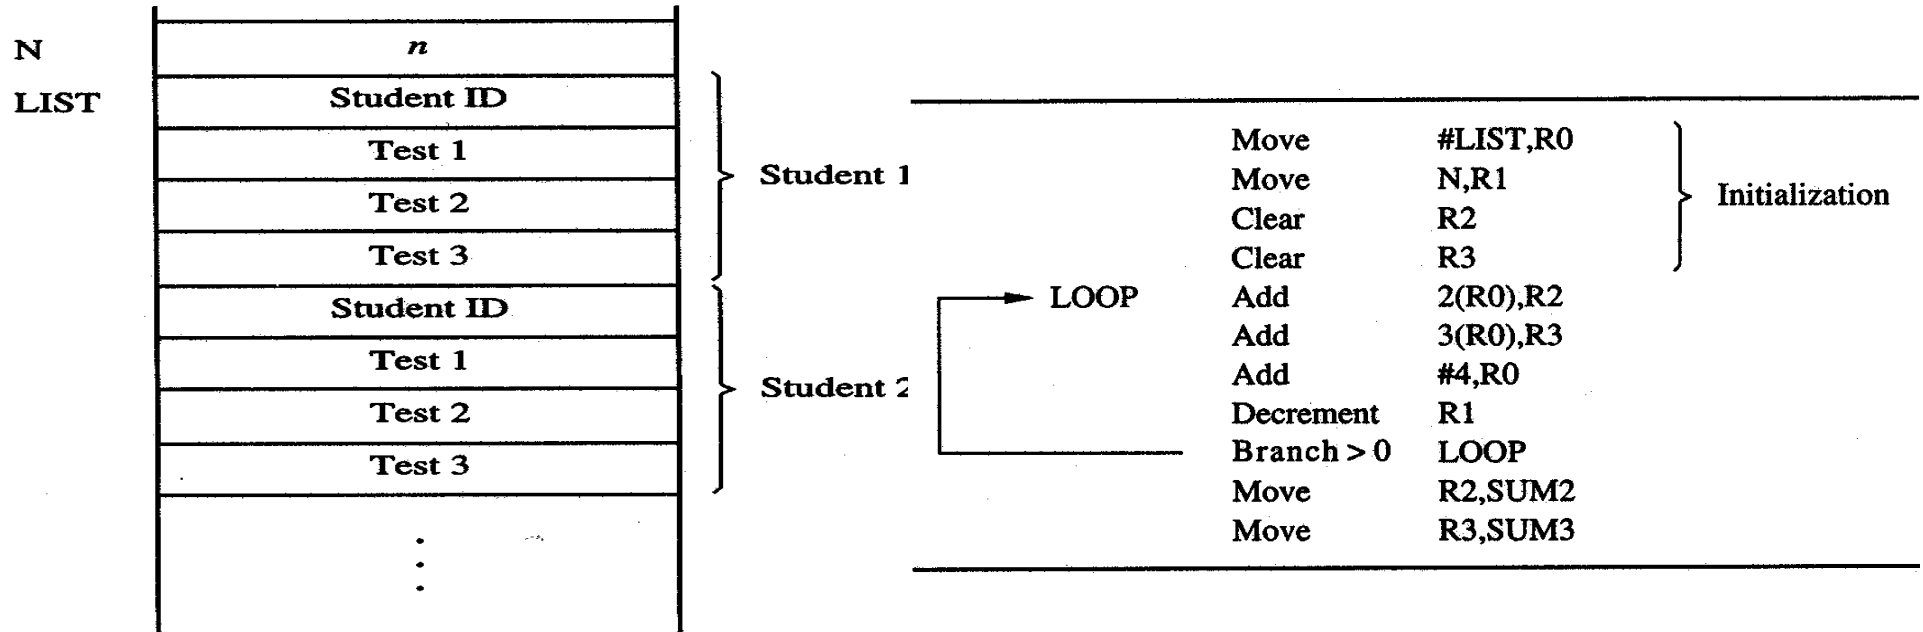 N n
LIST Student ID
Test 1
Test 2
Test 3
Student 1
Student ID
Test 1
Test 2
Test 3
Student 2
Move #LIST,R0
Move N,R1
Clear R2
Clear R3
Initialization
LOOP Add 2(R0),R2
Add 3(R0),R3
Add #4,R0
Decrement R1
Branch > 0 LOOP
Move R2,SUM2
Move R3,SUM3